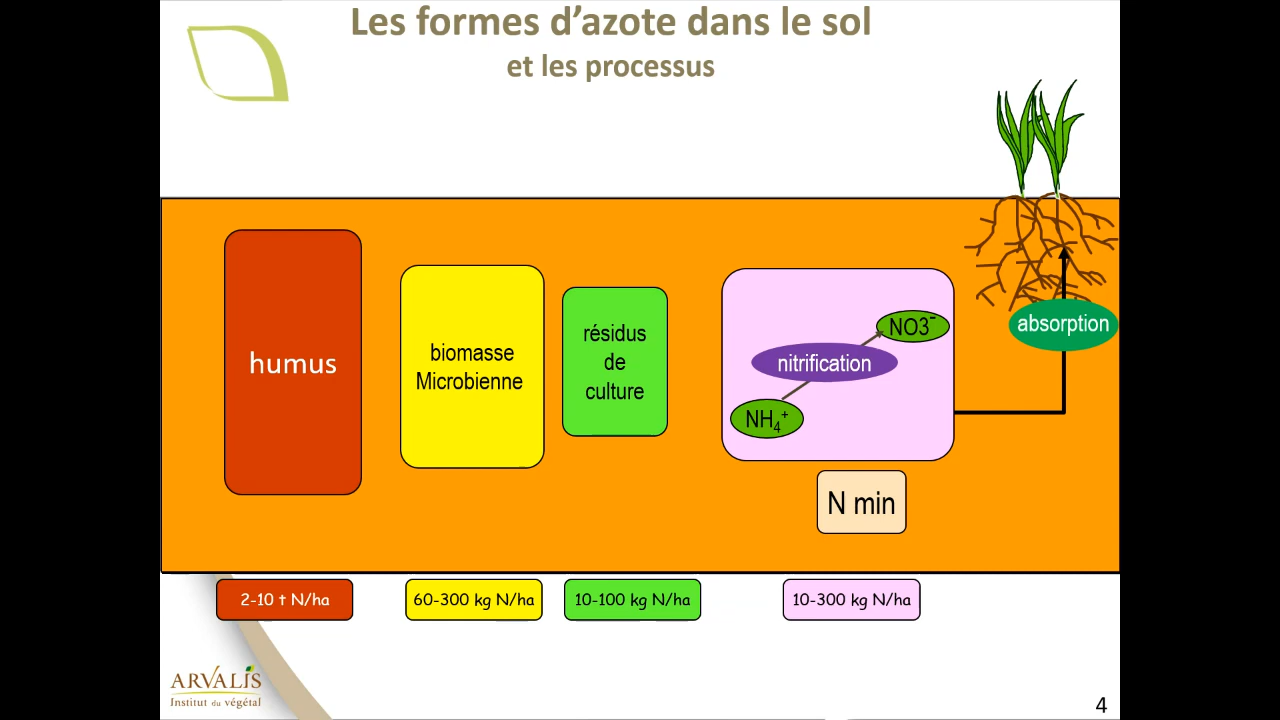 Les formes d’azote dans le sol
et les processus
humus
biomasse
Microbienne
résidus
de
culture
NO3⁻
nitrification
NH₄⁺
absorption
N min
2-10 t N/ha
60-300 kg N/ha
10-100 kg N/ha
10-300 kg N/ha
ARVALIS
Institut du végétal
4